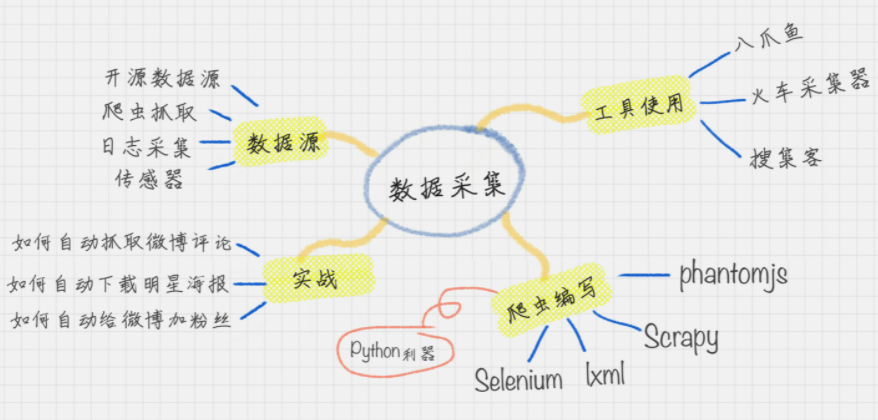 数据采集
数据源
开源数据源
爬虫抓取
日志采集
传感器
工具使用
八爪鱼
火车采集器
搜集客
爬虫编写
phantomjs
Scrapy
lxml
Selenium
Python利器
实战
如何自动抓取微博评论
如何自动下载明星海报
如何自动给微博加粉丝